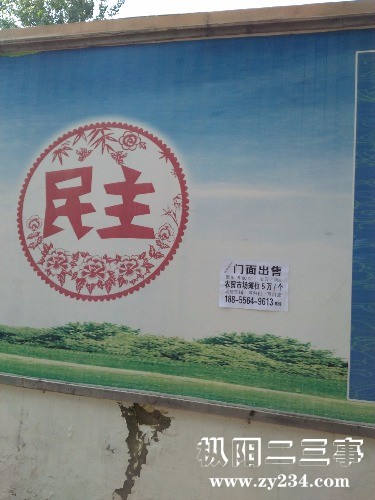 民主
门面出售
农贸市场摊位5万/个
188-5564-9613
枞阳二三事
www.zy234.com